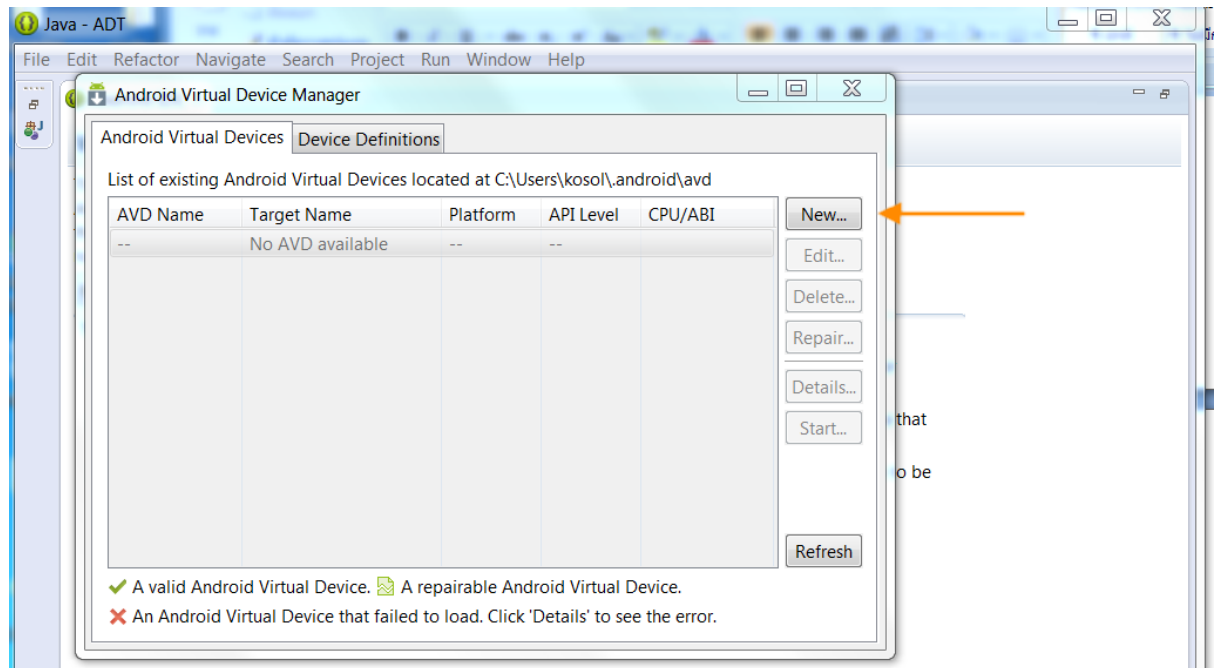 Java - ADT
File Edit Refactor Navigate Search Project Run Window Help
Android Virtual Device Manager
Android Virtual Devices Device Definitions
List of existing Android Virtual Devices located at C:\Users\kosol\.android\avd
AVD Name Target Name Platform API Level CPU/ABI New...
-- No AVD available -- --
Edit...
Delete...
Repair...
Details...
that
Start...
o be
Refresh
A valid Android Virtual Device. A repairable Android Virtual Device.
An Android Virtual Device that failed to load. Click 'Details' to see the error.